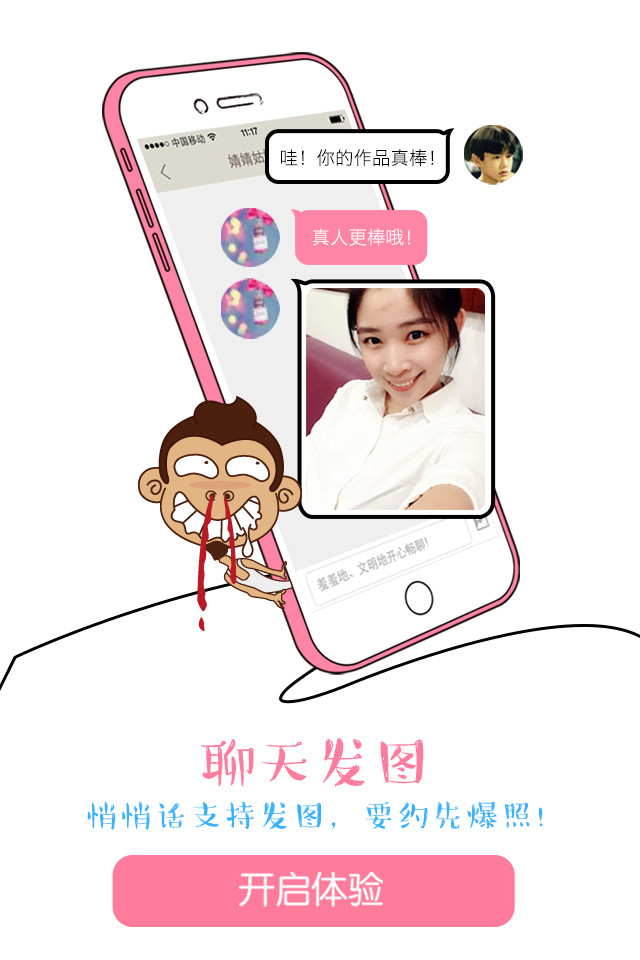 中国移动
11:17
婧婧姑
哇！你的作品真棒！
真人更棒哦！
羞羞地、文明地开心畅聊！
聊天发图
悄悄话支持发图，要约先爆照！
开启体验